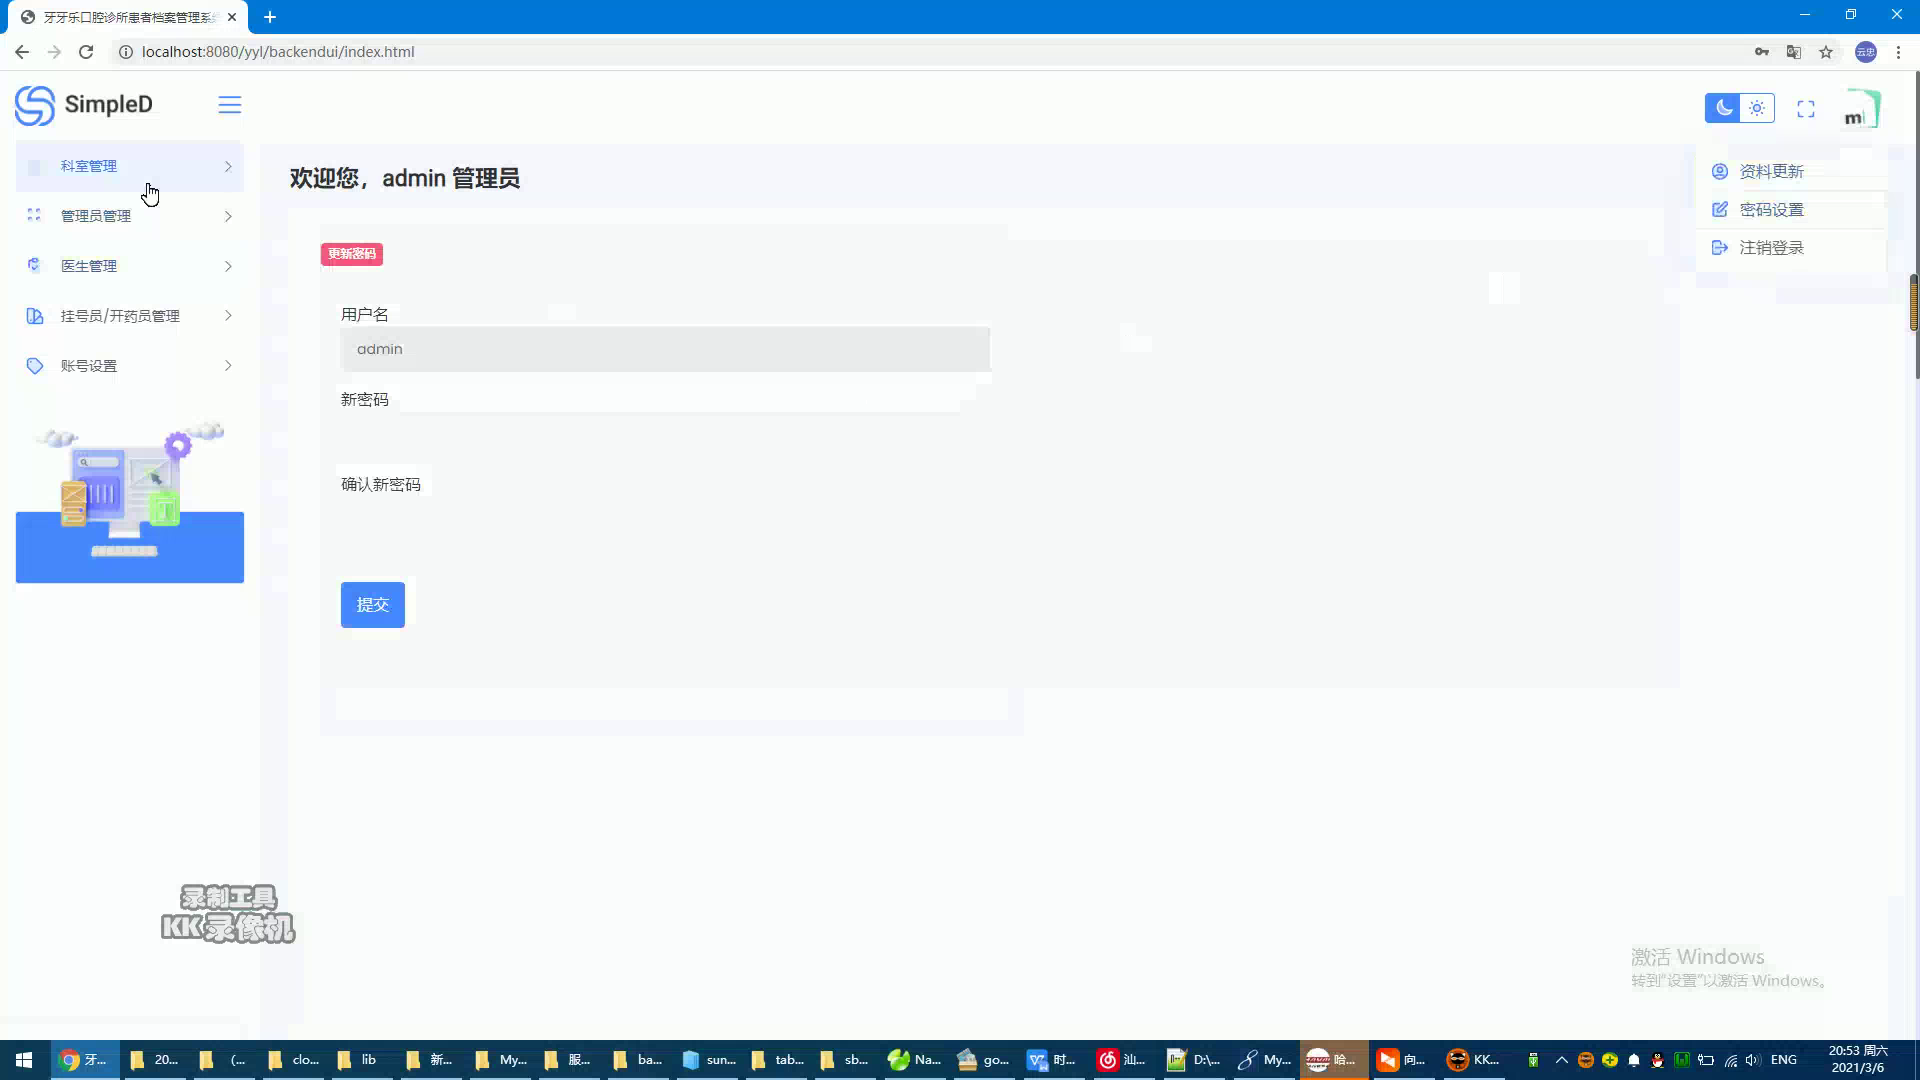 牙牙乐口腔诊所患者档案管理系
localhost:8080/yyl/backendui/index.html
云忠
SimpleD
科室管理
管理员管理
医生管理
挂号员/开药员管理
账号设置
欢迎您，admin 管理员
资料更新
密码设置
注销登录
更新密码
用户名
admin
新密码
确认新密码
提交
录制工具
KK录像机
激活 Windows
转到"设置"以激活 Windows。
牙...
20...
(...
clo...
lib
新...
My...
服...
ba...
sun...
tab...
sb...
Na...
go...
时...
汕...
D:\...
My...
哈...
向...
KK...
ENG
20:53 周六
2021/3/6